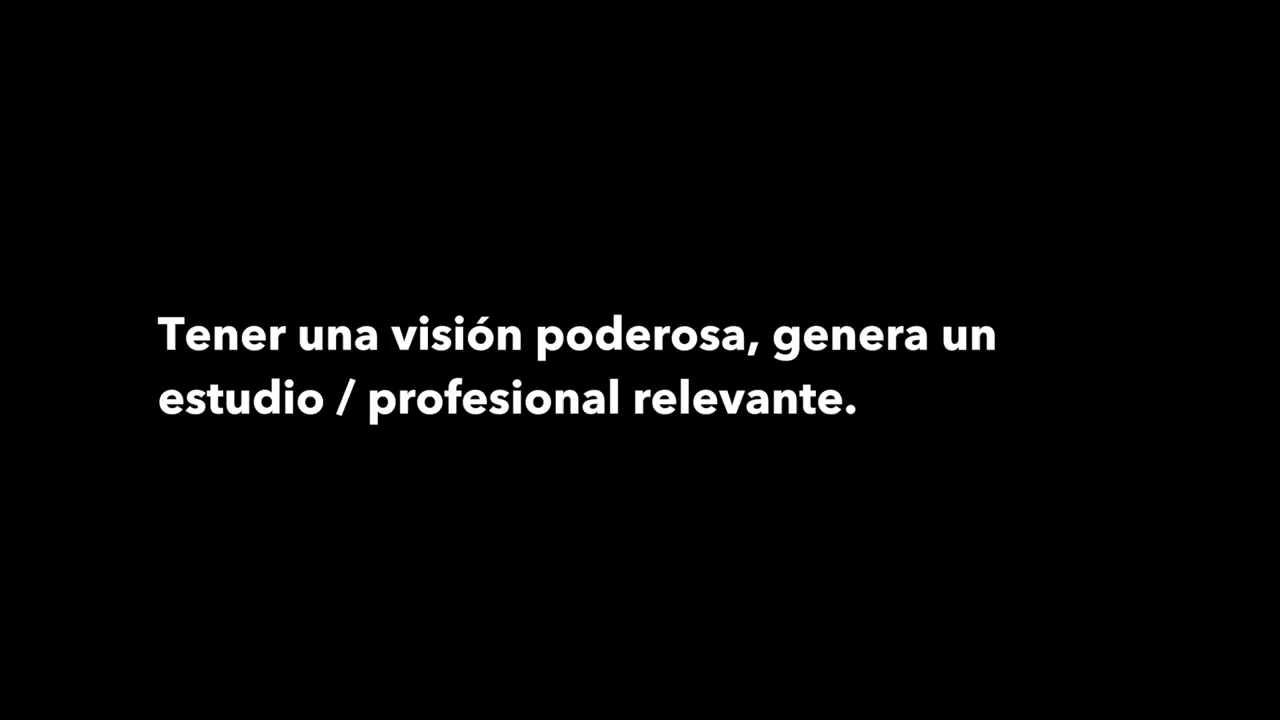 Tener una visión poderosa, genera un
estudio / profesional relevante.